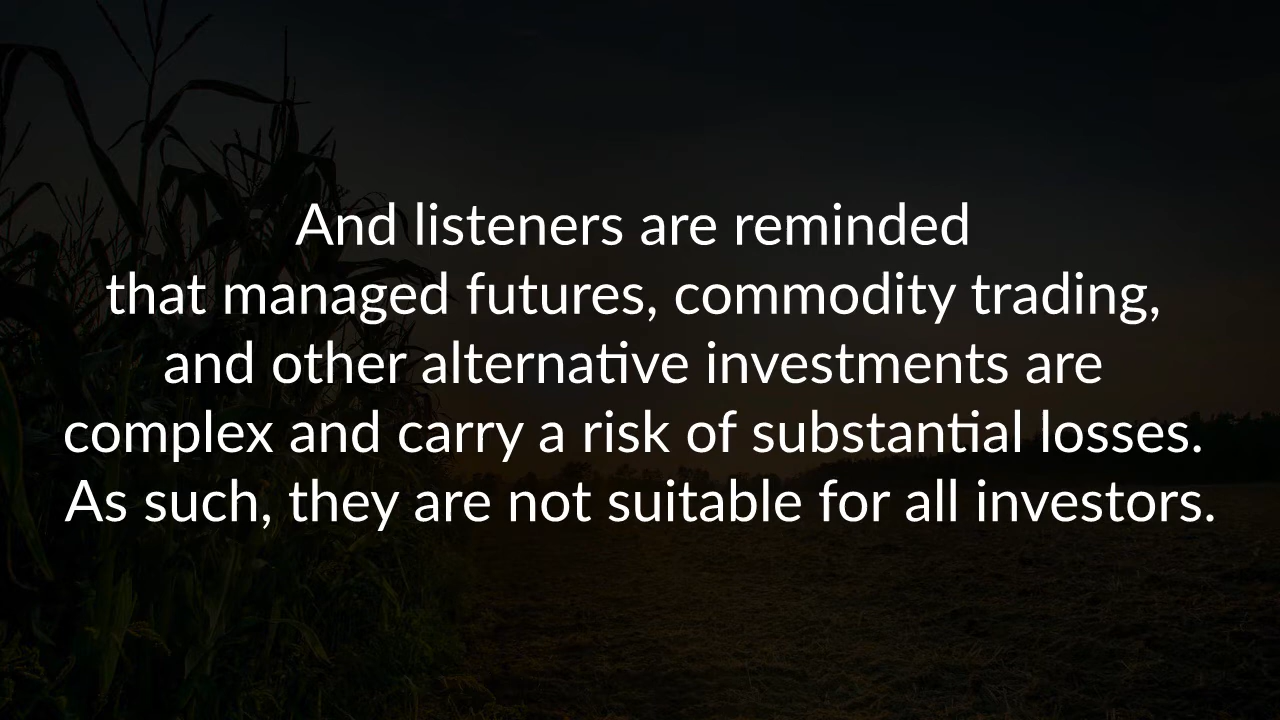 And listeners are reminded
that managed futures, commodity trading,
and other alternative investments are
complex and carry a risk of substantial losses.
As such, they are not suitable for all investors.